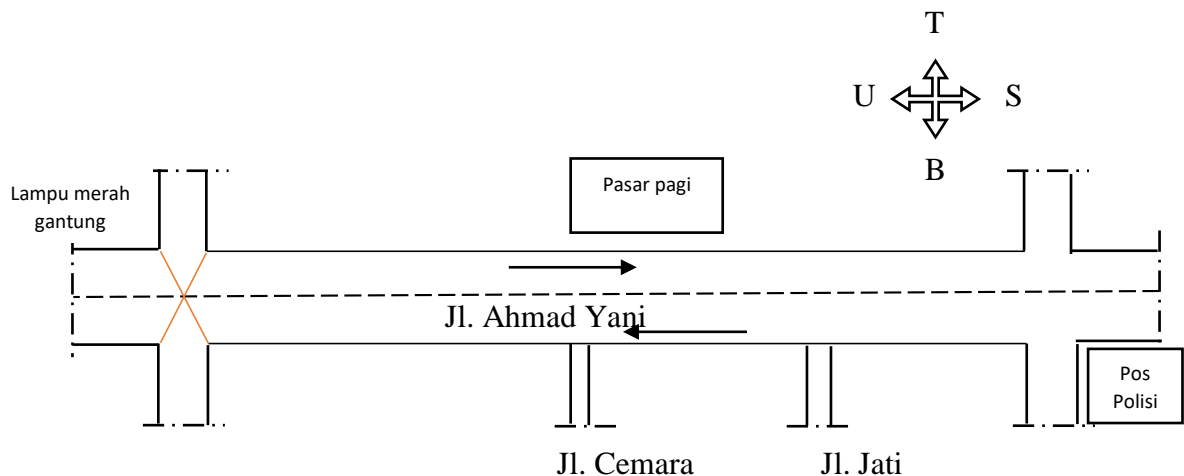 T
U
S
B
Lampu merah
gantung
Pasar pagi
Jl. Ahmad Yani
Pos
Polisi
Jl. Cemara
Jl. Jati